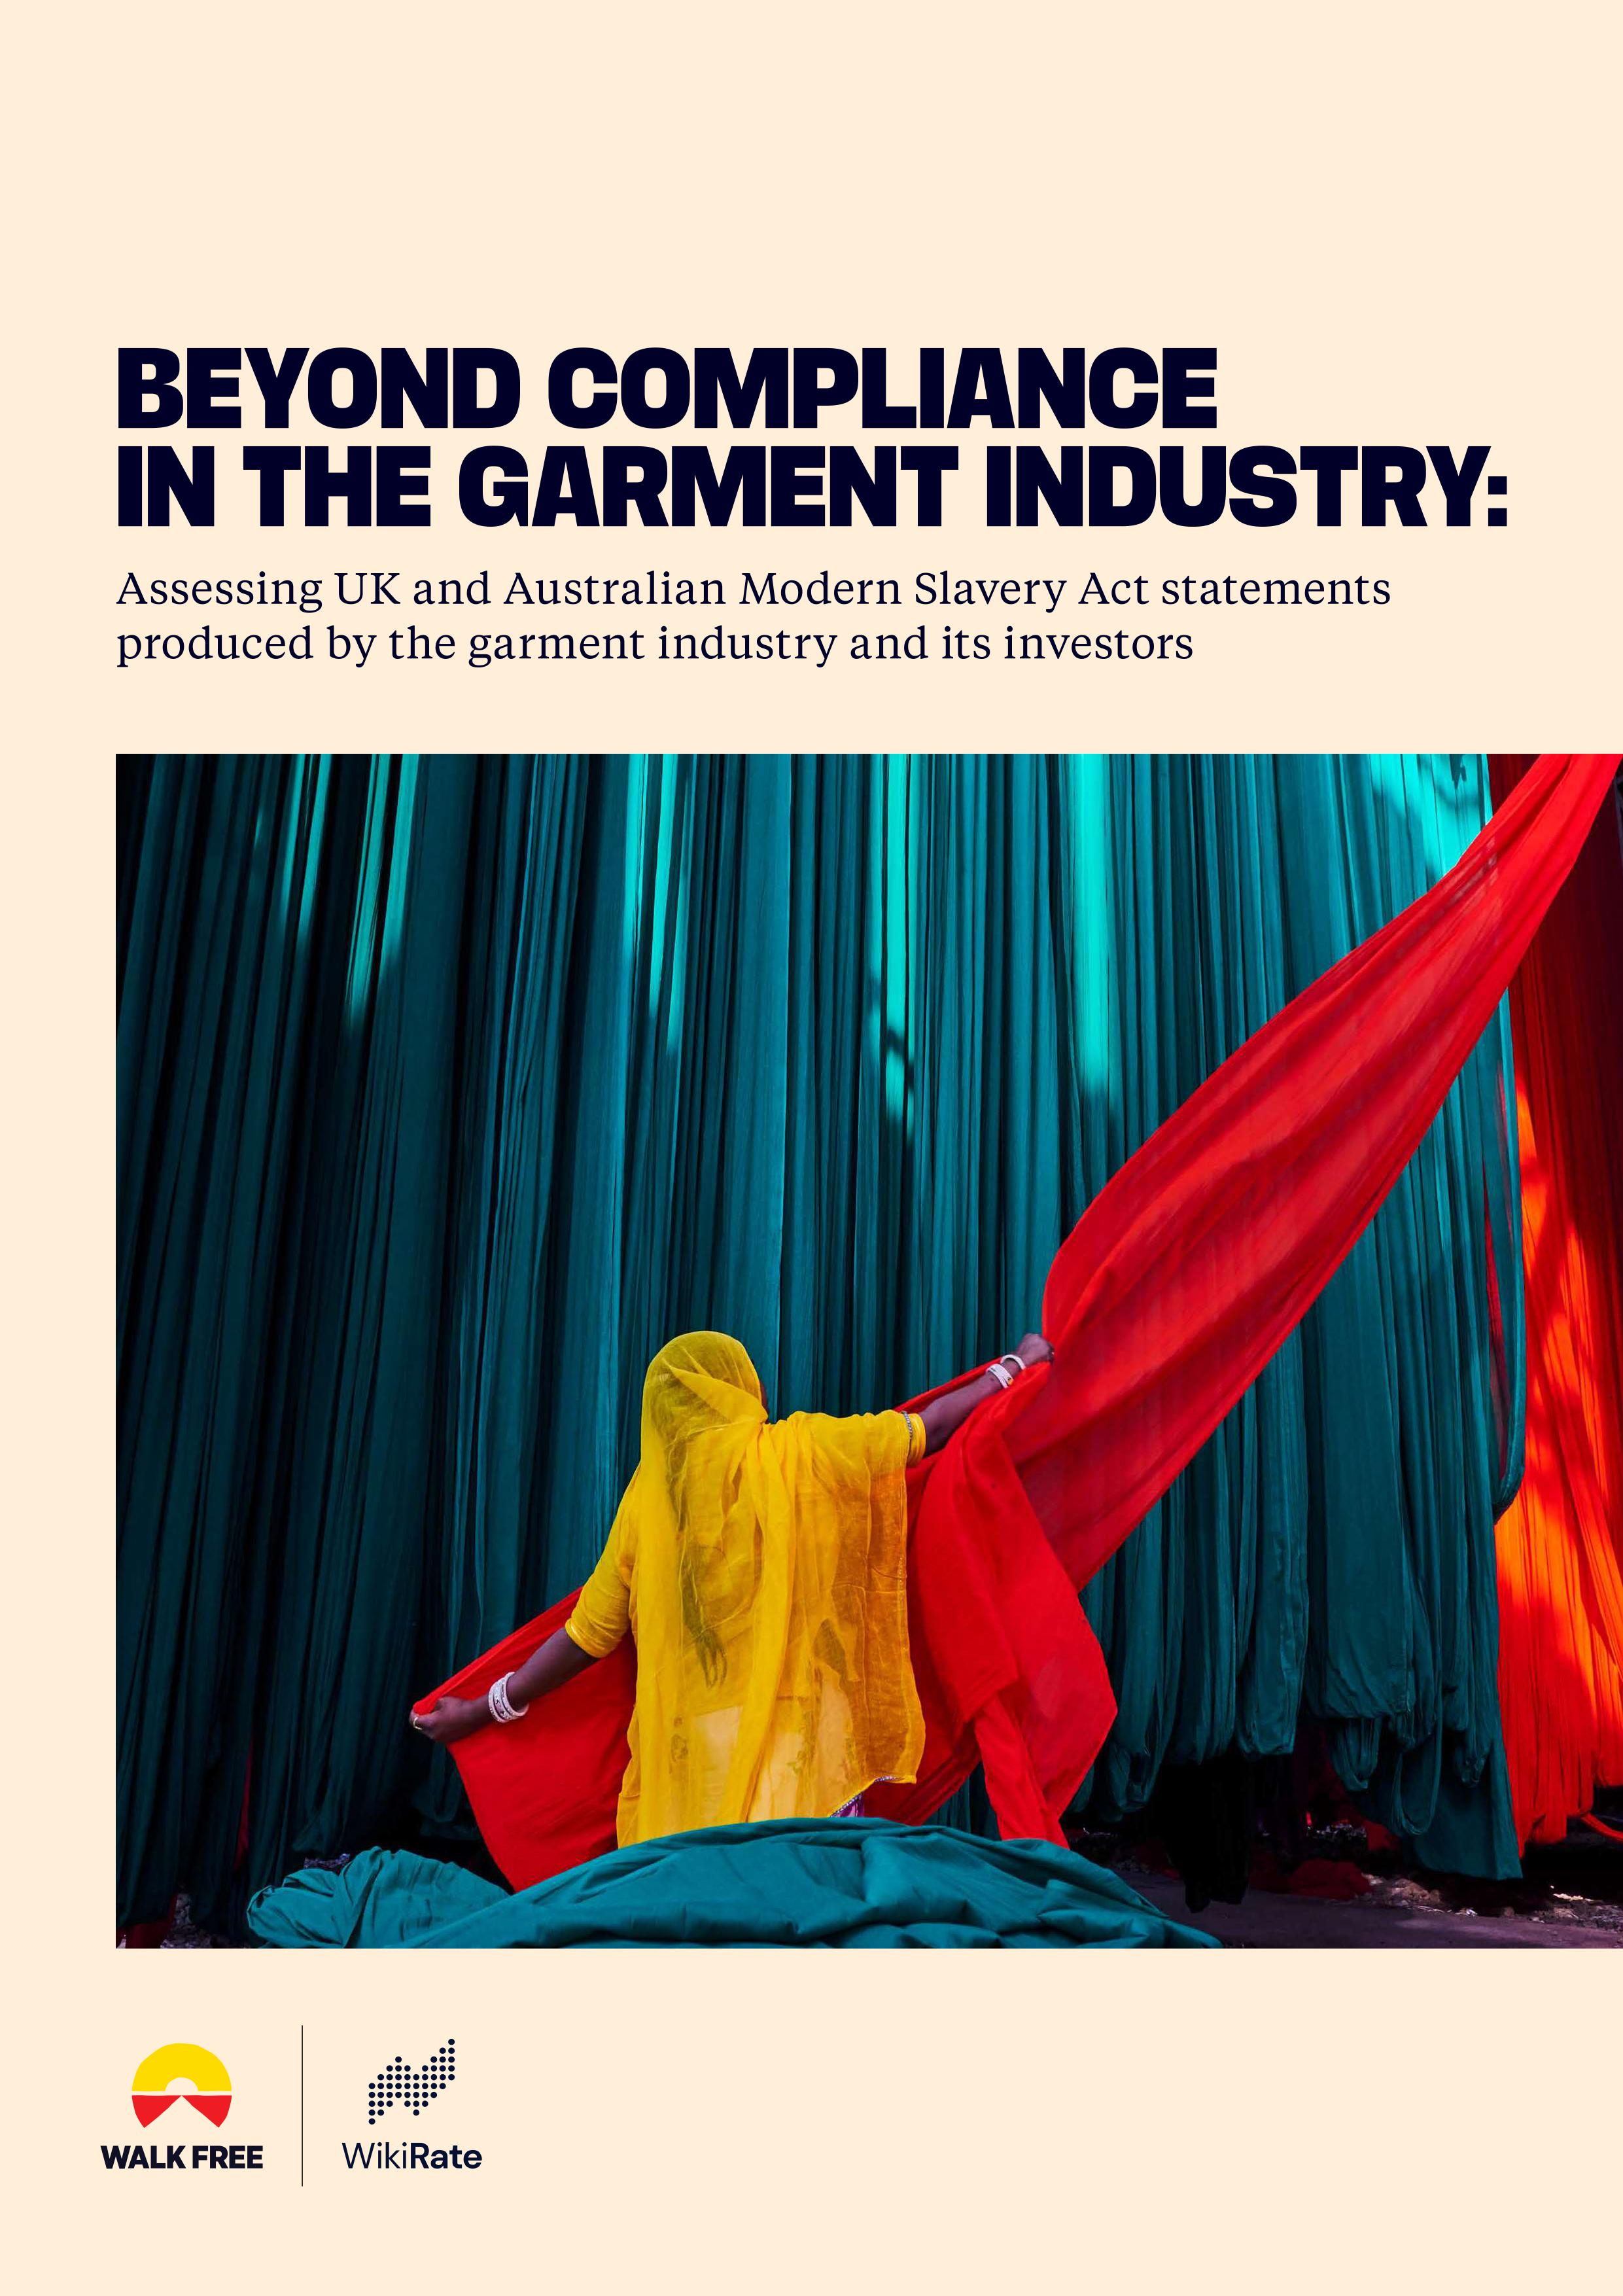 BEYOND COMPLIANCE
IN THE GARMENT INDUSTRY:
Assessing UK and Australian Modern Slavery Act statements
produced by the garment industry and its investors
WALK FREE
WikiRate